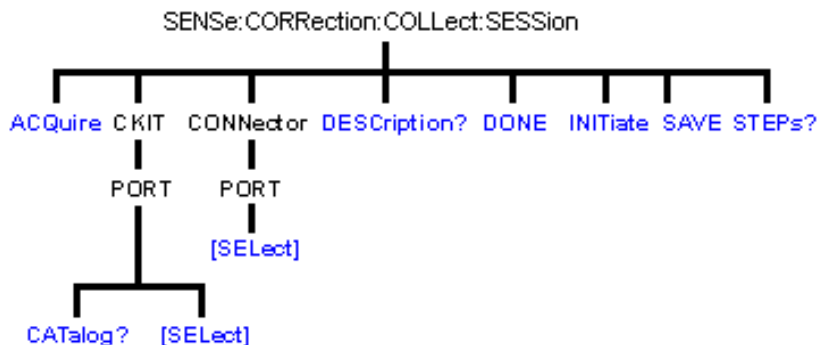 SENSe:CORRection:COLLect:SESSion
ACQuire CKIT CONNector DESCription? DONE INITiate SAVE STEPs?
PORT PORT
[SELect]
CATalog? [SELect]